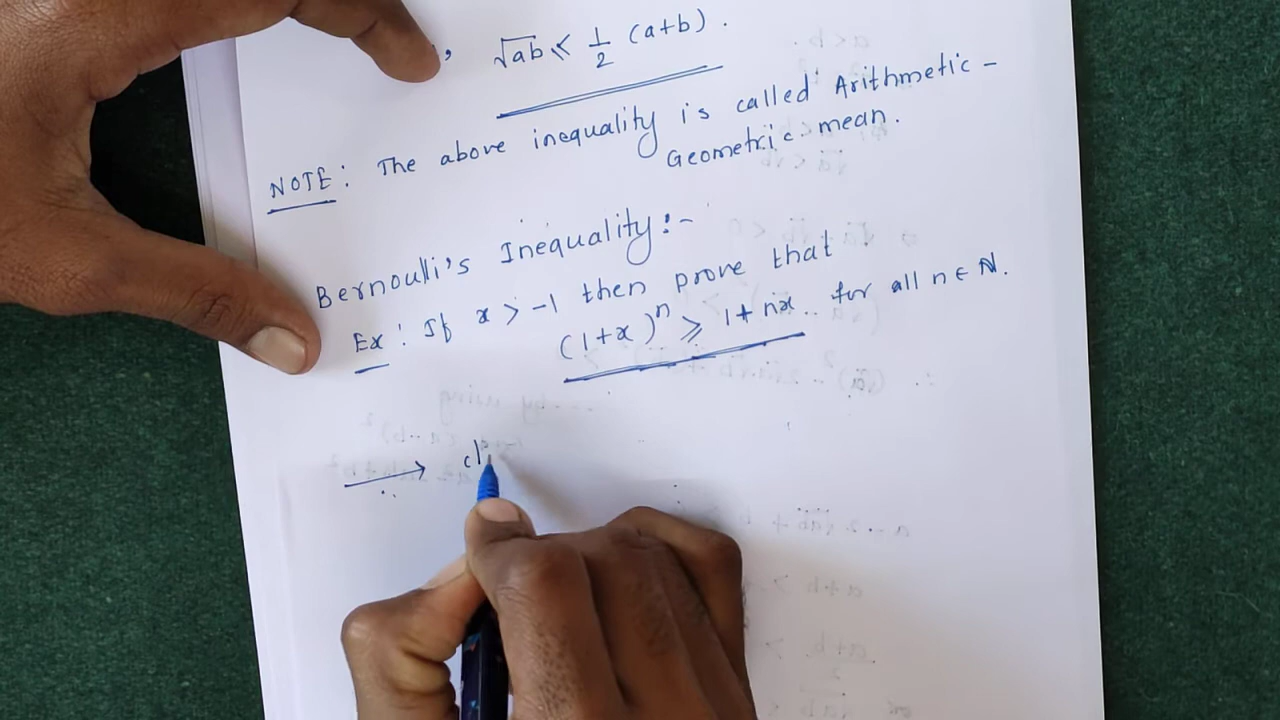 , √ab ≤ 1/2 (a+b).
NOTE: The above inequality is called Arithmetic -
Geometric mean.
Bernoulli's Inequality:-
Ex: If x > -1 then prove that
(1+x)^n ≥ 1+nx.. for all n ∈ N.